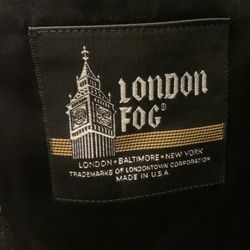 LONDON
FOG®
LONDON • BALTIMORE • NEW YORK
TRADEMARKS OF LONDONTOWN CORPORATION
MADE IN U.S.A.